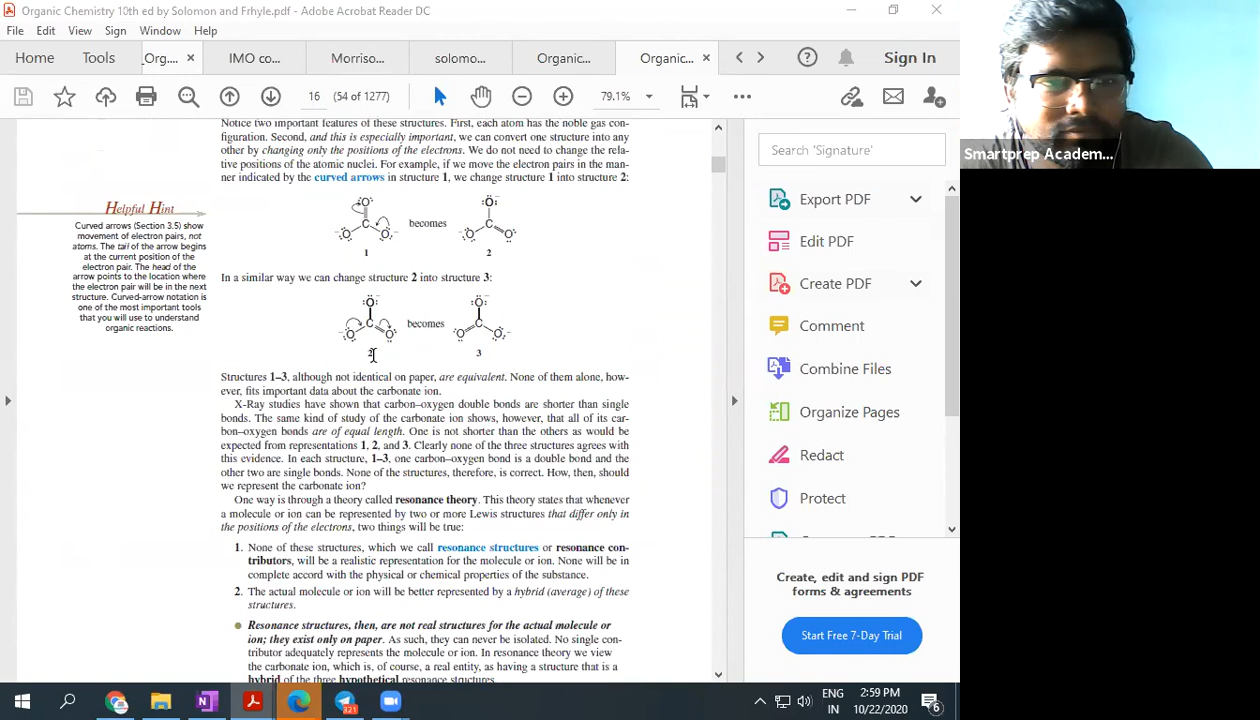 Organic Chemistry 10th ed by Solomon and Frhyle.pdf - Adobe Acrobat Reader DC
File Edit View Sign Window Help
Home Tools _Org... IMO co... Morriso... solomo... Organic... Organic... Sign In
16 (54 of 1277) 79.1%
Notice two important features of these structures. First, each atom has the noble gas con-
figuration. Second, and this is especially important, we can convert one structure into any
other by changing only the positions of the electrons. We do not need to change the rela-
tive positions of the atomic nuclei. For example, if we move the electron pairs in the man-
ner indicated by the curved arrows in structure 1, we change structure 1 into structure 2:
Helpful Hint
Curved arrows (Section 3.5) show
movement of electron pairs, not
atoms. The tail of the arrow begins
at the current position of the
electron pair. The head of the
arrow points to the location where
the electron pair will be in the next
structure. Curved-arrow notation is
one of the most important tools
that you will use to understand
organic reactions.
O O
C becomes C
O O O O
1 2
In a similar way we can change structure 2 into structure 3:
O O
C becomes C
O O O O
2 3
Structures 1–3, although not identical on paper, are equivalent. None of them alone, how-
ever, fits important data about the carbonate ion.
X-Ray studies have shown that carbon–oxygen double bonds are shorter than single
bonds. The same kind of study of the carbonate ion shows, however, that all of its car-
bon–oxygen bonds are of equal length. One is not shorter than the others as would be
expected from representations 1, 2, and 3. Clearly none of the three structures agrees with
this evidence. In each structure, 1–3, one carbon–oxygen bond is a double bond and the
other two are single bonds. None of the structures, therefore, is correct. How, then, should
we represent the carbonate ion?
One way is through a theory called resonance theory. This theory states that whenever
a molecule or ion can be represented by two or more Lewis structures that differ only in
the positions of the electrons, two things will be true:
1. None of these structures, which we call resonance structures or resonance con-
tributors, will be a realistic representation for the molecule or ion. None will be in
complete accord with the physical or chemical properties of the substance.
2. The actual molecule or ion will be better represented by a hybrid (average) of these
structures.
Resonance structures, then, are not real structures for the actual molecule or
ion; they exist only on paper. As such, they can never be isolated. No single con-
tributor adequately represents the molecule or ion. In resonance theory we view
the carbonate ion, which is, of course, a real entity, as having a structure that is a
hybrid of the three hypothetical resonance structures.
Search 'Signature'
Export PDF
Edit PDF
Create PDF
Comment
Combine Files
Organize Pages
Redact
Protect
Create, edit and sign PDF
forms & agreements
Start Free 7-Day Trial
Smartprep Academ...
321
ENG
IN
2:59 PM
10/22/2020
6